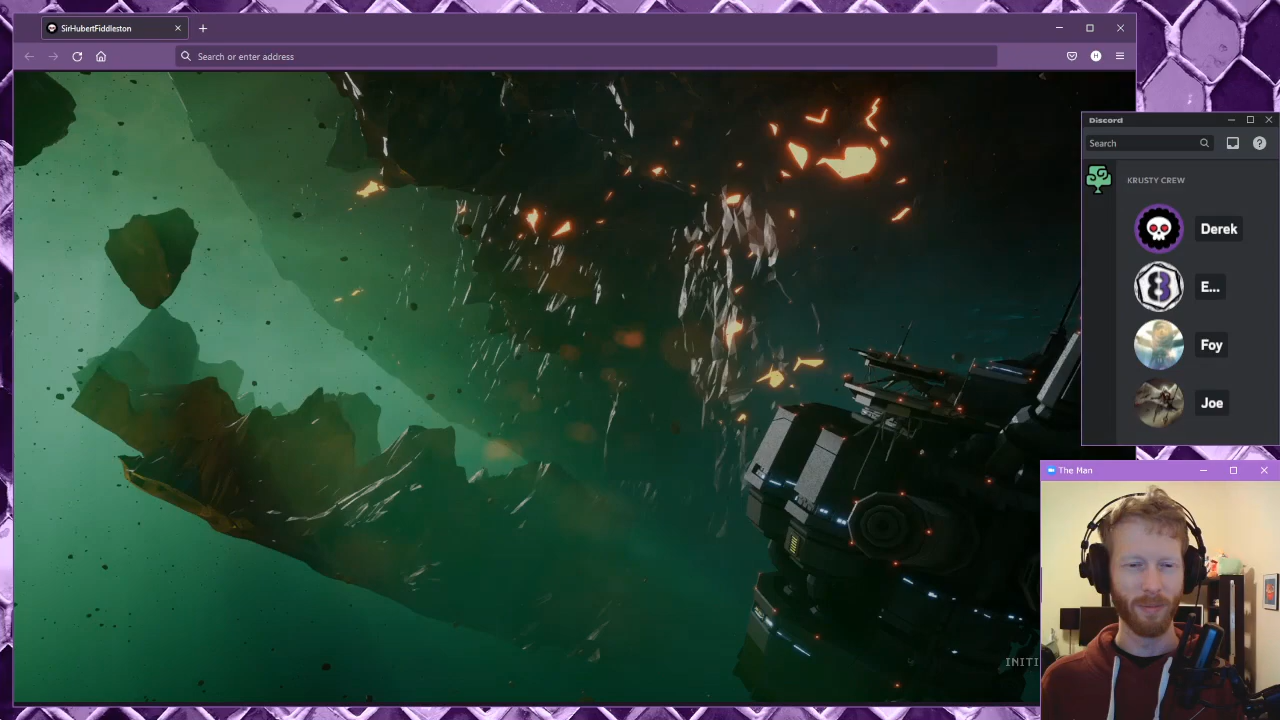 SirHubertFiddleston
Search or enter address
H
Discord
Search
KRUSTY CREW
Derek
E...
Foy
Joe
The Man
INITI